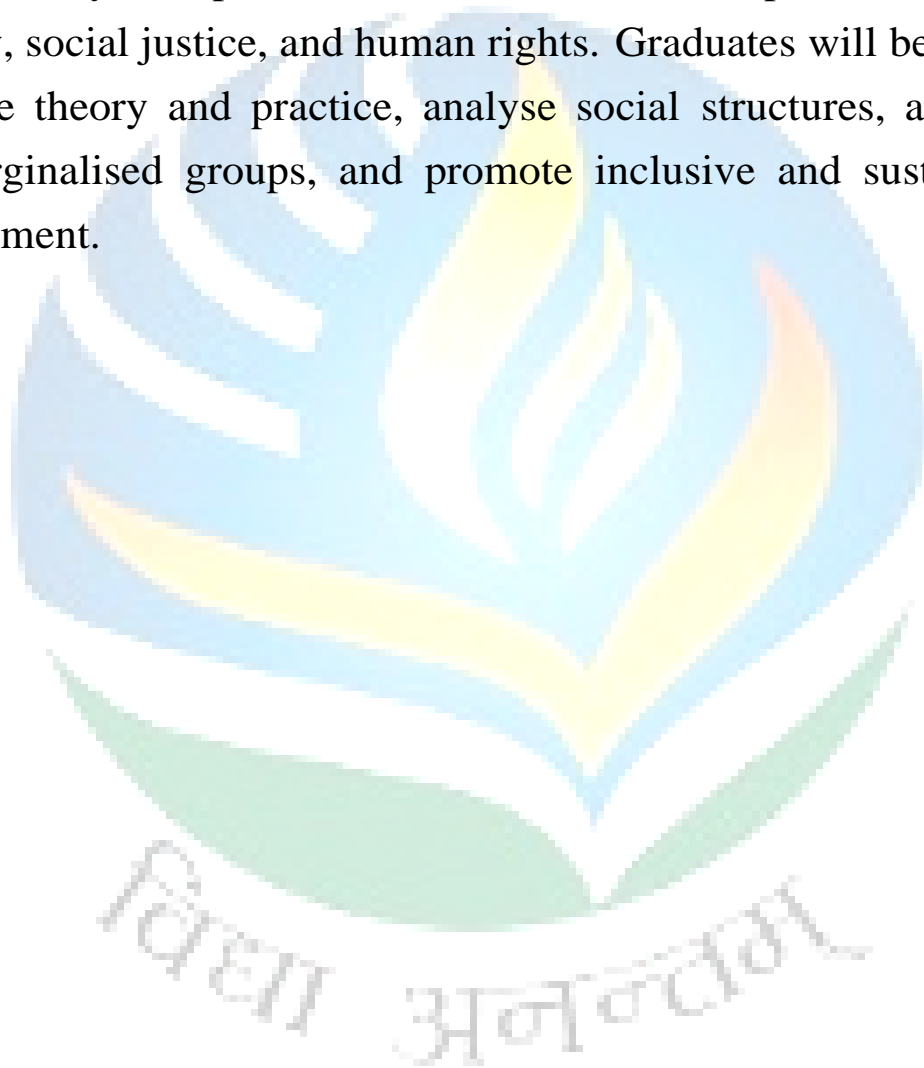 , social justice, and human rights. Graduates will be
theory and practice, analyse social structures, a
rginalised groups, and promote inclusive and sust
ment.
विद्या अनन्तम्